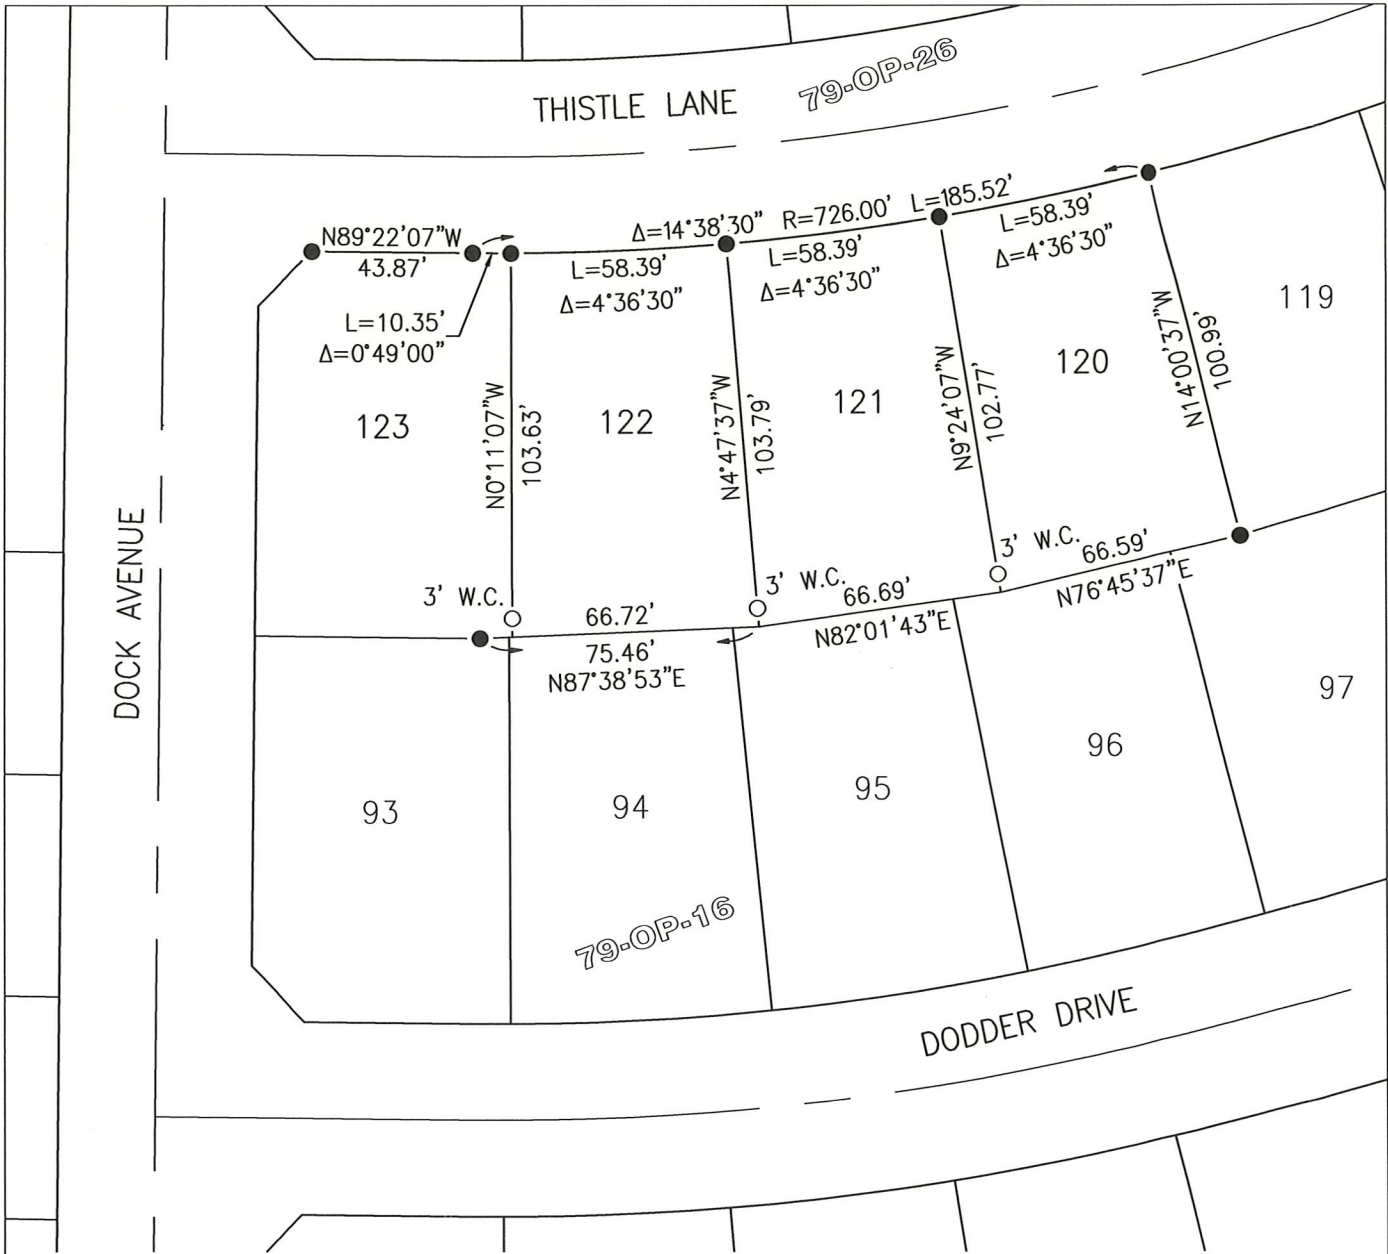 THISTLE LANE
79-OP-26
N89°22'07"W
43.87'
L=10.35'
Δ=0°49'00"
Δ=14°38'30"
R=726.00'
L=185.52'
L=58.39'
Δ=4°36'30"
L=58.39'
Δ=4°36'30"
L=58.39'
Δ=4°36'30"
119
120
121
122
123
N0°11'07"W
103.63'
N4°47'37"W
103.79'
N9°24'07"W
102.77'
N14°00'37"W
100.99'
DOCK AVENUE
3' W.C.
66.72'
75.46'
N87°38'53"E
3' W.C.
66.69'
N82°01'43"E
3' W.C.
66.59'
N76°45'37"E
93
94
95
96
97
79-OP-16
DODDER DRIVE